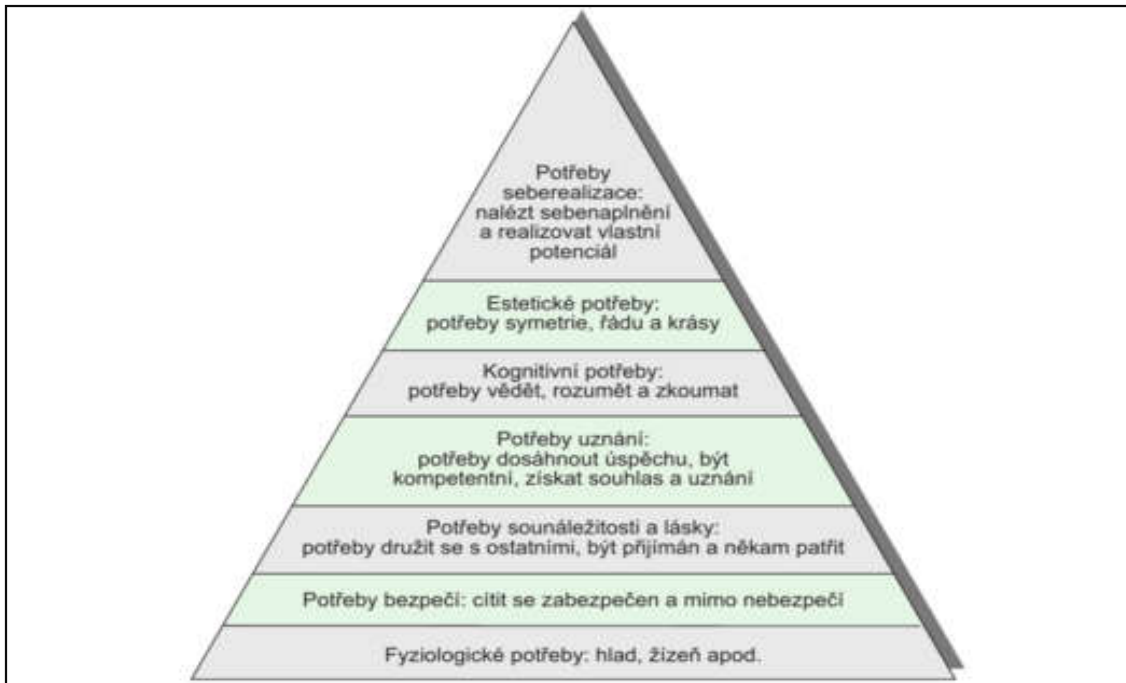 Potřeby
seberealizace:
nalézt sebenaplnění
a realizovat vlastní
potenciál
Estetické potřeby:
potřeby symetrie, řádu a krásy
Kognitivní potřeby:
potřeby vědět, rozumět a zkoumat
Potřeby uznání:
potřeby dosáhnout úspěchu, být
kompetentní, získat souhlas a uznání
Potřeby sounáležitosti a lásky:
potřeby družit se s ostatními, být přijímán a někam patřit
Potřeby bezpečí: cítit se zabezpečen a mimo nebezpečí
Fyziologické potřeby: hlad, žízeň apod.